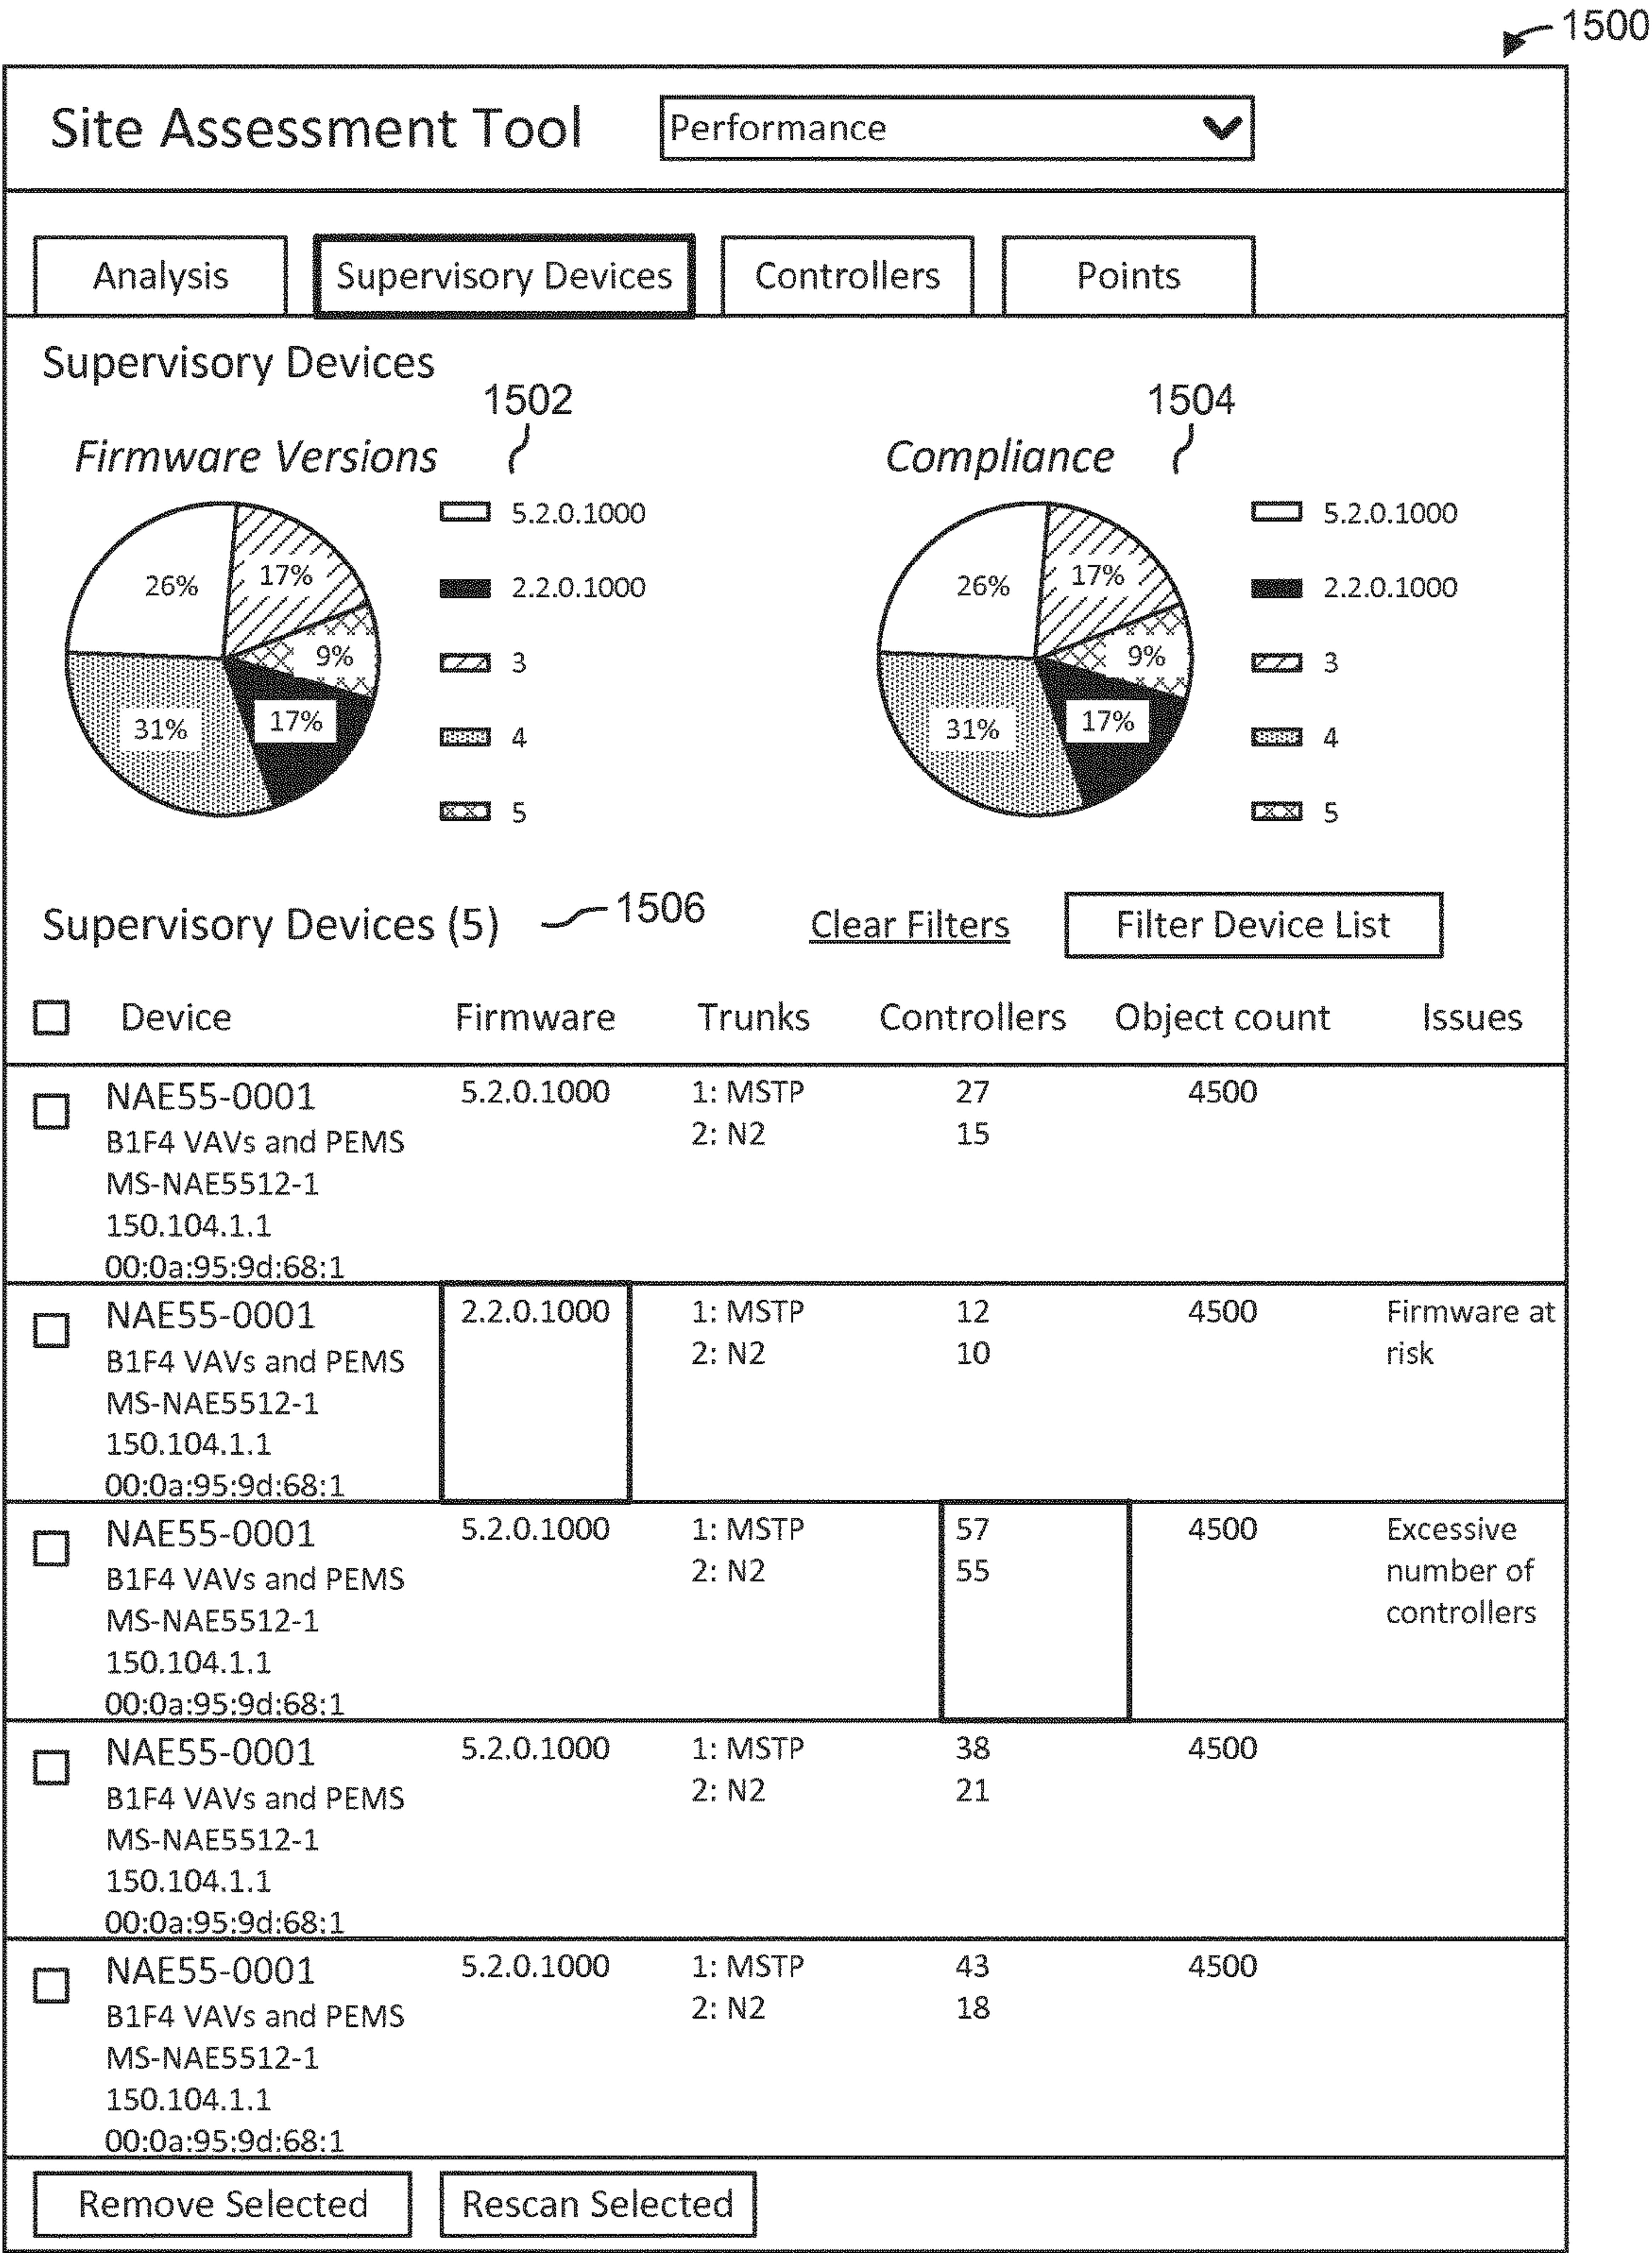 1500
Site Assessment Tool Performance
Analysis Supervisory Devices Controllers Points
Supervisory Devices
1502 1504
Firmware Versions Compliance
5.2.0.1000 5.2.0.1000
26% 17% 2.2.0.1000 26% 17% 2.2.0.1000
9% 3 9% 3
31% 17% 4 31% 17% 4
5 5
Supervisory Devices (5) 1506 Clear Filters Filter Device List
Device Firmware Trunks Controllers Object count Issues
NAE55-0001 5.2.0.1000 1: MSTP 27 4500
B1F4 VAVs and PEMS 2: N2 15
MS-NAE5512-1
150.104.1.1
00:0a:95:9d:68:1
NAE55-0001 2.2.0.1000 1: MSTP 12 4500 Firmware at
B1F4 VAVs and PEMS 2: N2 10 risk
MS-NAE5512-1
150.104.1.1
00:0a:95:9d:68:1
NAE55-0001 5.2.0.1000 1: MSTP 57 4500 Excessive
B1F4 VAVs and PEMS 2: N2 55 number of
MS-NAE5512-1 controllers
150.104.1.1
00:0a:95:9d:68:1
NAE55-0001 5.2.0.1000 1: MSTP 38 4500
B1F4 VAVs and PEMS 2: N2 21
MS-NAE5512-1
150.104.1.1
00:0a:95:9d:68:1
NAE55-0001 5.2.0.1000 1: MSTP 43 4500
B1F4 VAVs and PEMS 2: N2 18
MS-NAE5512-1
150.104.1.1
00:0a:95:9d:68:1
Remove Selected Rescan Selected